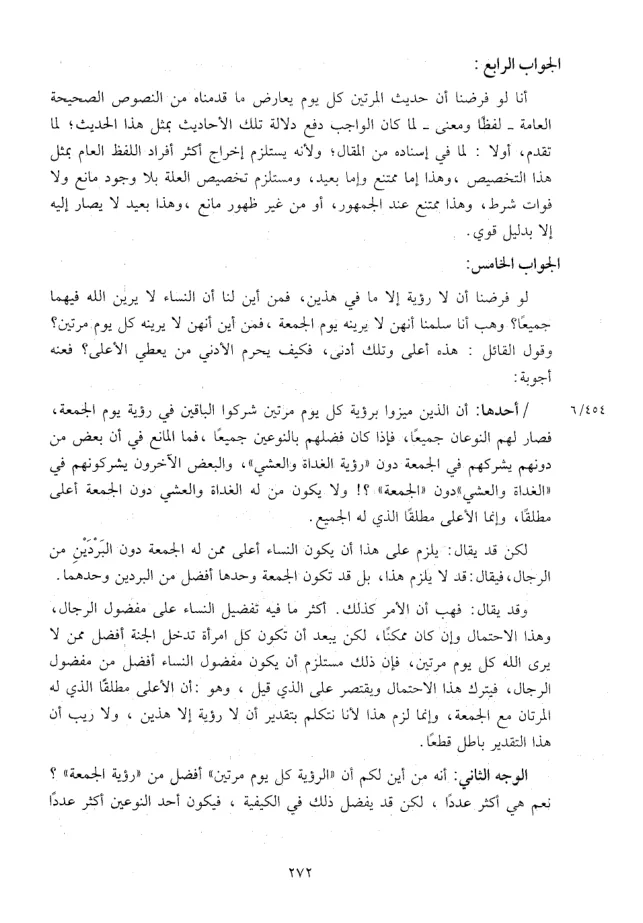 الجواب الرابع :
أنا لو فرضنا أن حديث المرتين كل يوم يعارض ما قدمناه من النصوص الصحيحة
العامة ـ لفظًا ومعنى ـ لما كان الواجب دفع دلالة تلك الأحاديث بمثل هذا الحديث؛ لما
تقدم، أولا : لما في إسناده من المقال؛ ولأنه يستلزم إخراج أكثر أفراد اللفظ العام بمثل
هذا التخصيص ،وهذا إما ممتنع وإما بعيد، ومستلزم تخصيص العلة بلا وجود مانع ولا
فوات شرط، وهذا ممتنع عند الجمهور، أو من غير ظهور مانع ،وهذا بعيد لا يصار إليه
إلا بدليل قوي.
الجواب الخامس:
لو فرضنا أن لا رؤية إلا ما في هذين، فمن أين لنا أن النساء لا يرين الله فيهما
جميعًا؟ وهب أنا سلمنا أنهن لا يرينه يوم الجمعة ،فمن أين أنهن لا يرينه كل يوم مرتين؟
وقول القائل : هذه أعلى وتلك أدنى، فكيف يحرم الأدني من يعطي الأعلى؟ فعنه
أجوبة:
٦/٤٥٤ / أحدها: أن الذين ميزوا برؤية كل يوم مرتين شركوا الباقين في رؤية يوم الجمعة،
فصار لهم النوعان جميعًا، فإذا كان فضلهم بالنوعين جميعًا ،فما المانع في أن بعض من
دونهم يشركهم في الجمعة دون «رؤية الغداة والعشي»، والبعض الآخرون يشركونهم في
«الغداة والعشي»دون «الجمعة» ؟! ولا يكون من له الغداة والعشي دون الجمعة أعلى
مطلقًا، وإنما الأعلى مطلقًا الذي له الجميع.
لكن قد يقال: يلزم على هذا أن يكون النساء أعلى ممن له الجمعة دون البَرْدَيْنِ من
الرجال،فيقال:قد لا يلزم هذا، بل قد تكون الجمعة وحدها أفضل من البردين وحدهما.
وقد يقال: فهب أن الأمر كذلك. أكثر ما فيه تفضيل النساء على مفضول الرجال،
وهذا الاحتمال وإن كان ممكنًا، لكن يبعد أن تكون كل امرأة تدخل الجنة أفضل ممن لا
يرى الله كل يوم مرتين، فإن ذلك مستلزم أن يكون مفضول النساء أفضل من مفضول
الرجال، فيترك هذا الاحتمال ويقتصر على الذي قيل ، وهو :أن الأعلى مطلقًا الذي له
المرتان مع الجمعة، وإنما لزم هذا لأنا نتكلم بتقدير أن لا رؤية إلا هذين ، ولا ريب أن
هذا التقدير باطل قطعًا.
الوجه الثاني: أنه من أين لكم أن «الرؤية كل يوم مرتين» أفضل من «رؤية الجمعة» ؟
نعم هي أكثر عددًا ، لكن قد يفضل ذلك في الكيفية ، فيكون أحد النوعين أكثر عددًا
٢٧٢